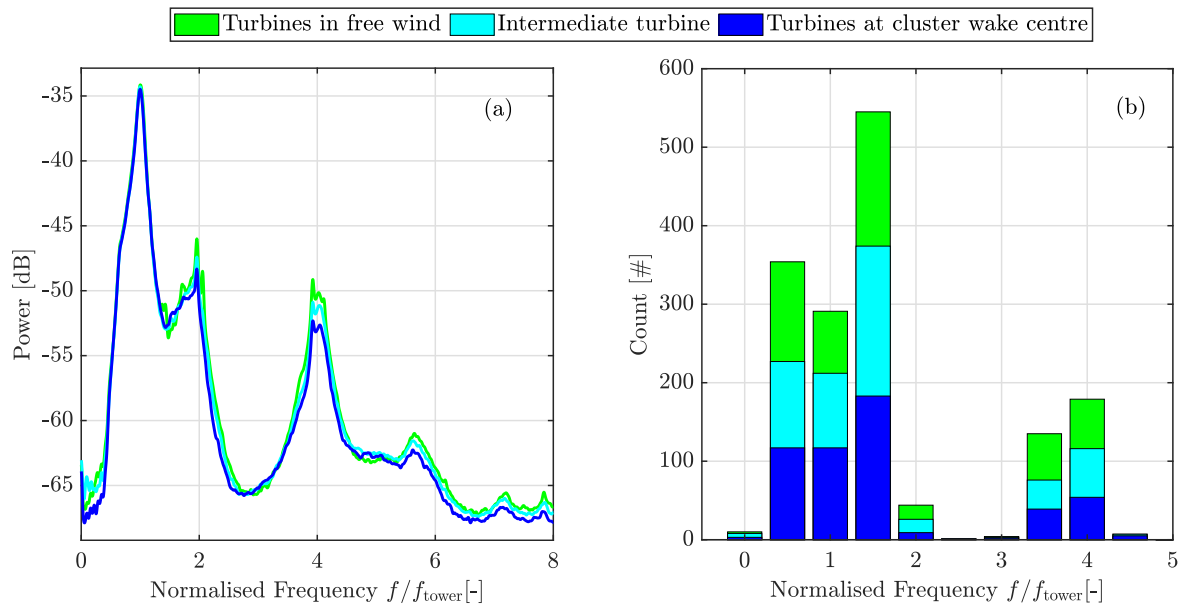 Turbines in free wind Intermediate turbine Turbines at cluster wake centre
(a)
-35
-40
-45
-50
-55
-60
-65
Power [dB]
0 2 4 6 8
Normalised Frequency f/f_tower[-]
(b)
600
500
400
300
200
100
0
Count [#]
0 1 2 3 4 5
Normalised Frequency f/f_tower[-]